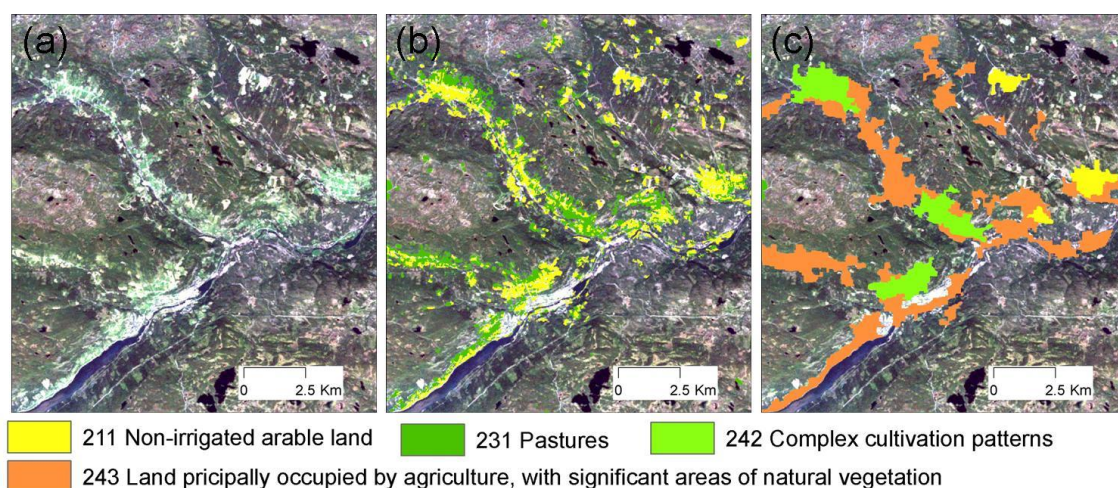 (a) (b) (c)
0 2.5 Km 0 2.5 Km 0 2.5 Km
211 Non-irrigated arable land 231 Pastures 242 Complex cultivation patterns
243 Land pricipally occupied by agriculture, with significant areas of natural vegetation